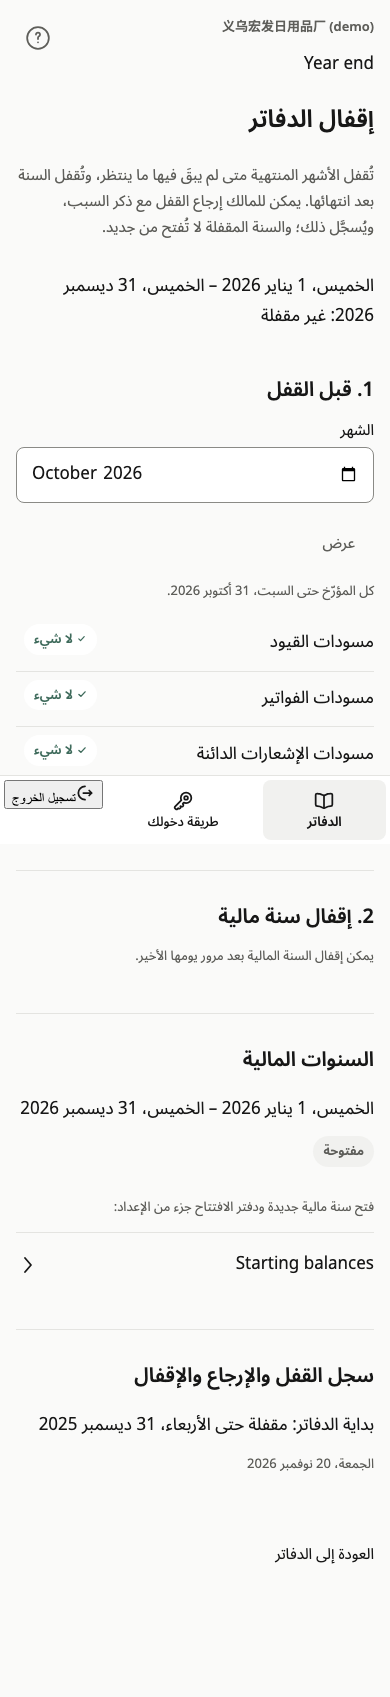 义乌宏发日用品厂 (demo)
Year end
إقفال الدفاتر
تُقفل الأشهر المنتهية متى لم يبقَ فيها ما ينتظر، وتُقفل السنة
بعد انتهائها. يمكن للمالك إرجاع القفل مع ذكر السبب،
ويُسجَّل ذلك؛ والسنة المقفلة لا تُفتح من جديد.
الخميس، 1 يناير 2026 – الخميس، 31 ديسمبر
2026: غير مقفلة
1. قبل القفل
الشهر
October 2026
عرض
كل المؤرّخ حتى السبت، 31 أكتوبر 2026.
مسودات القيود
لا شيء
مسودات الفواتير
لا شيء
مسودات الإشعارات الدائنة
لا شيء
الدفاتر
طريقة دخولك
تسجيل الخروج
2. إقفال سنة مالية
يمكن إقفال السنة المالية بعد مرور يومها الأخير.
السنوات المالية
الخميس، 1 يناير 2026 – الخميس، 31 ديسمبر 2026
مفتوحة
فتح سنة مالية جديدة ودفتر الافتتاح جزء من الإعداد:
Starting balances
سجل القفل والإرجاع والإقفال
بداية الدفاتر: مقفلة حتى الأربعاء، 31 ديسمبر 2025
الجمعة، 20 نوفمبر 2026
العودة إلى الدفاتر